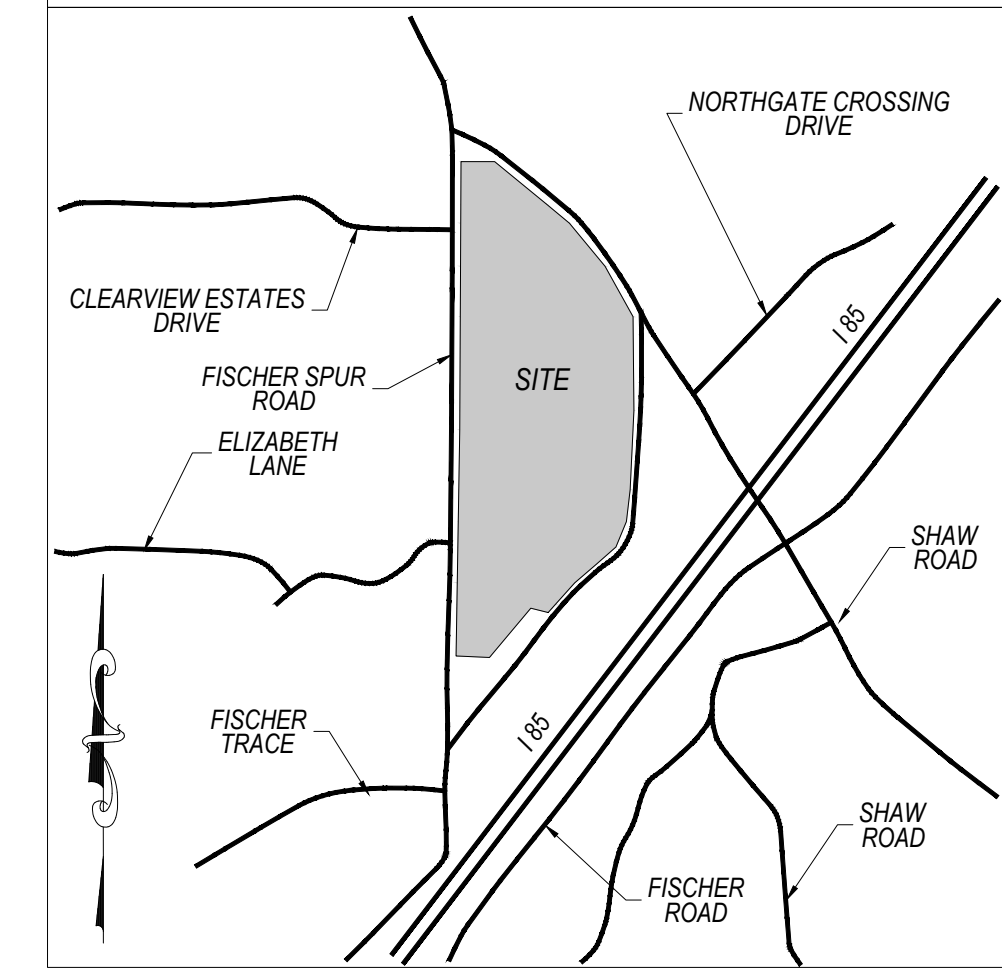 NORTHGATE CROSSING
DRIVE
CLEARVIEW ESTATES
DRIVE
I 85
FISCHER SPUR
ROAD
SITE
ELIZABETH
LANE
SHAW
ROAD
FISCHER
TRACE
I 85
SHAW
ROAD
FISCHER
ROAD